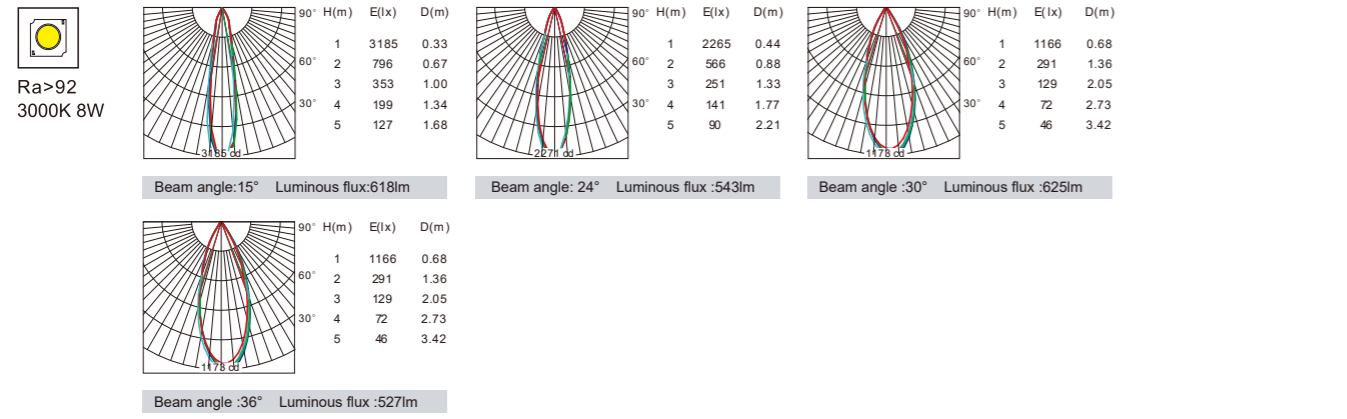 Ra>92
3000K 8W
90° H(m) E(lx) D(m)
1 3185 0.33
60° 2 796 0.67
3 353 1.00
30° 4 199 1.34
5 127 1.68
3185 cd
Beam angle:15° Luminous flux:618lm
90° H(m) E(lx) D(m)
1 2265 0.44
60° 2 566 0.88
3 251 1.33
30° 4 141 1.77
5 90 2.21
2271 cd
Beam angle: 24° Luminous flux :543lm
90° H(m) E(lx) D(m)
1 1166 0.68
60° 2 291 1.36
3 129 2.05
30° 4 72 2.73
5 46 3.42
1173 cd
Beam angle :30° Luminous flux :625lm
90° H(m) E(lx) D(m)
1 1166 0.68
60° 2 291 1.36
3 129 2.05
30° 4 72 2.73
5 46 3.42
1173 cd
Beam angle :36° Luminous flux :527lm